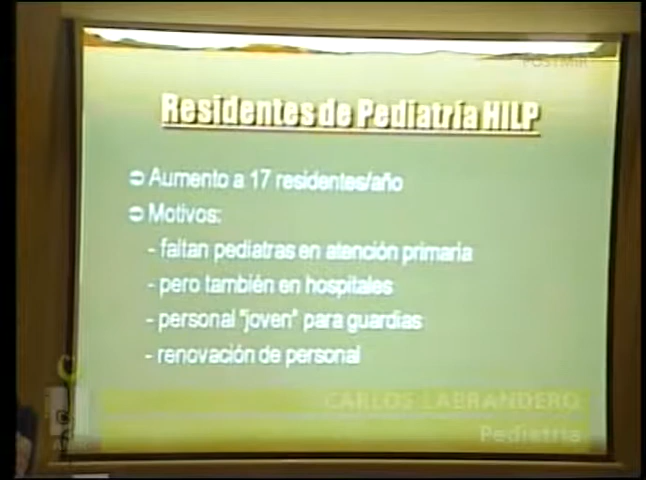 POSTMIR
Residentes de Pediatría HILP
Aumento a 17 residentes/año
Motivos:
- faltan pediatras en atención primaria
- pero también en hospitales
- personal "joven" para guardias
- renovación de personal
CARLOS LABRANDERO
Pediatría